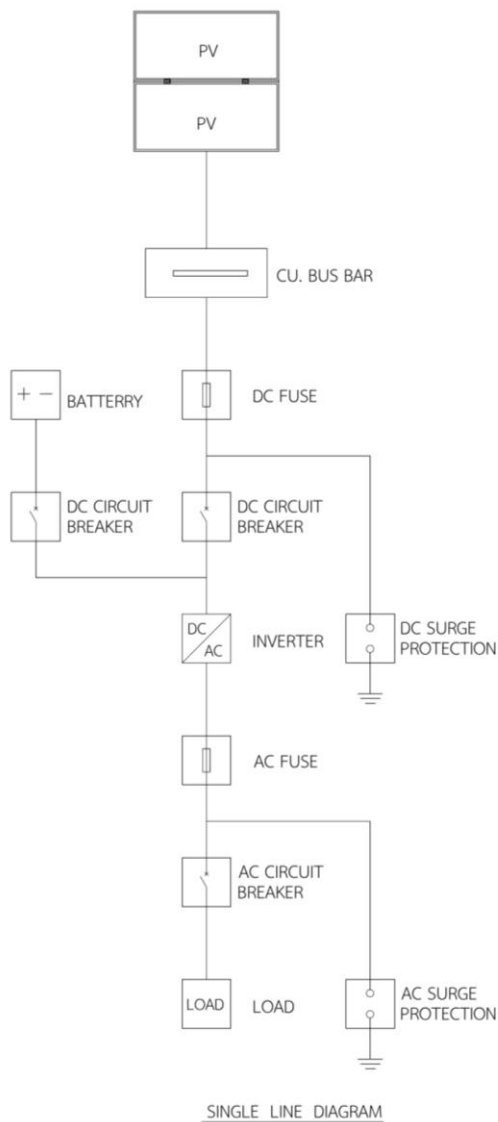 PV
PV
CU. BUS BAR
+ − BATTERRY
DC FUSE
DC CIRCUIT
BREAKER
DC CIRCUIT
BREAKER
DC
AC
INVERTER
DC SURGE
PROTECTION
AC FUSE
AC CIRCUIT
BREAKER
LOAD
LOAD
AC SURGE
PROTECTION
SINGLE LINE DIAGRAM